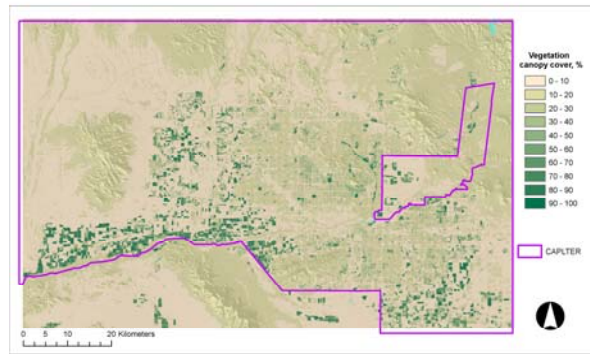 Vegetation
canopy cover, %
0 - 10
10 - 20
20 - 30
30 - 40
40 - 50
50 - 60
60 - 70
70 - 80
80 - 90
90 - 100
CAPLTER
0 5 10 20 Kilometers